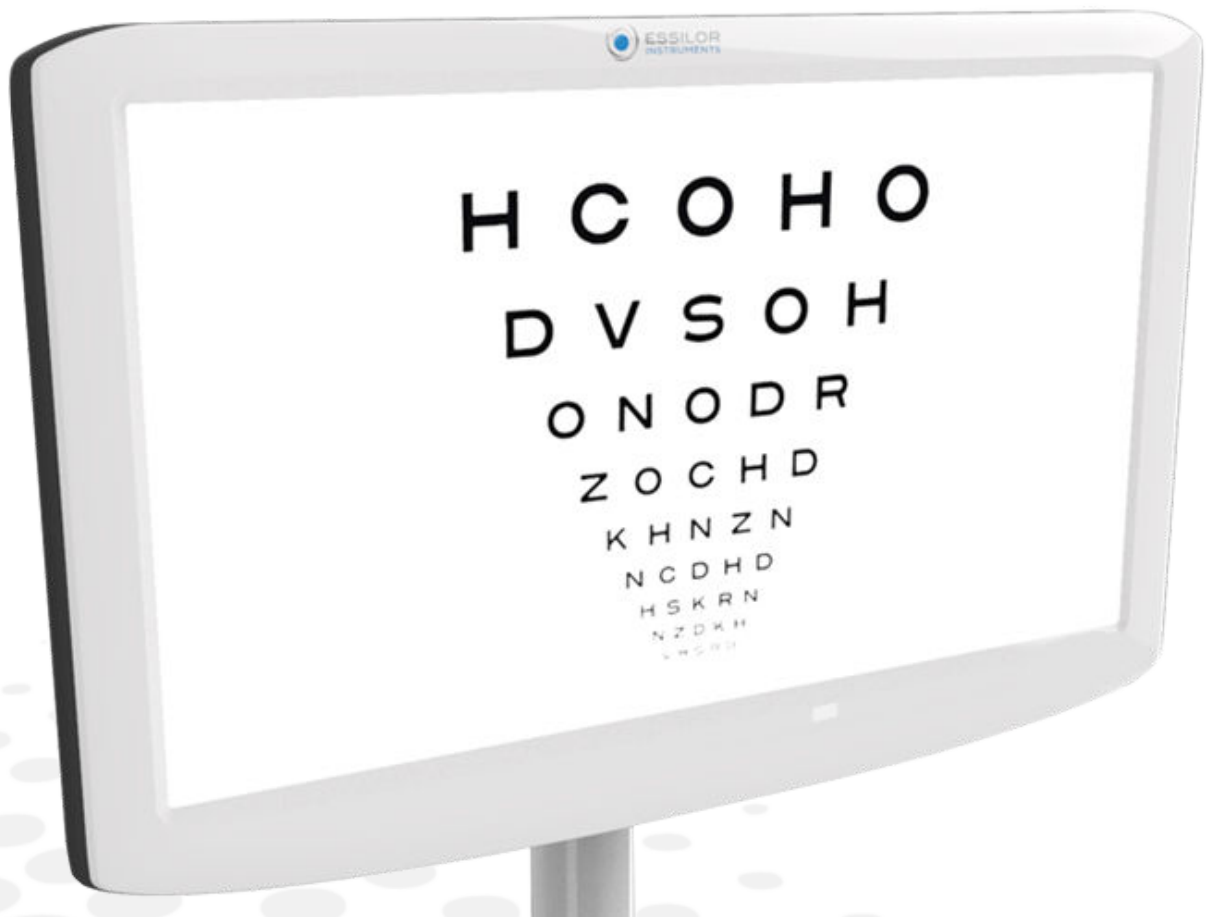 ESSILOR
INSTRUMENTS
H C O H O
D V S O H
O N O D R
Z O C H D
K H N Z N
N C D H D
H S K R N
N Z D K H